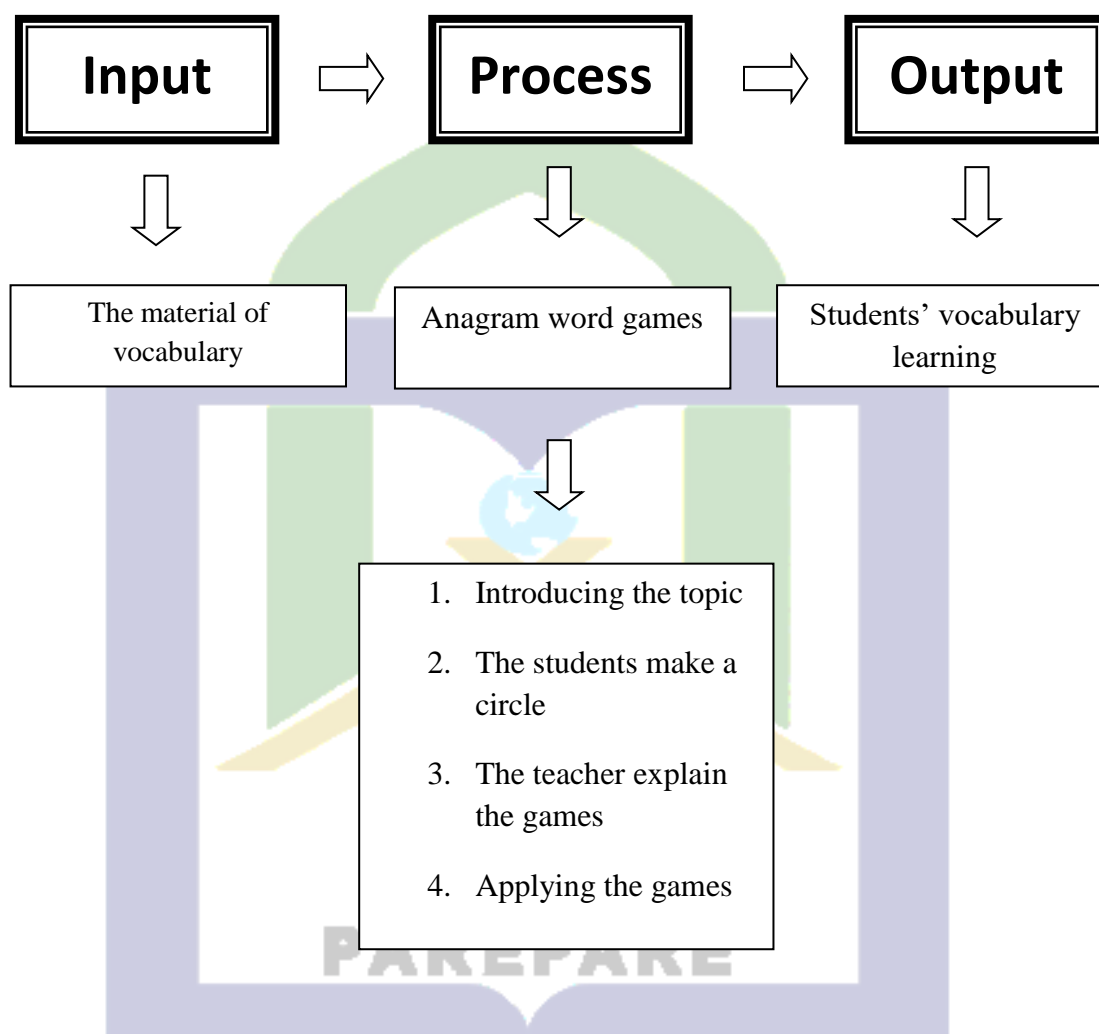 Input
Process
Output
The material of
vocabulary
Anagram word games
Students’ vocabulary
learning
1. Introducing the topic
2. The students make a
circle
3. The teacher explain
the games
4. Applying the games
PAREPARE